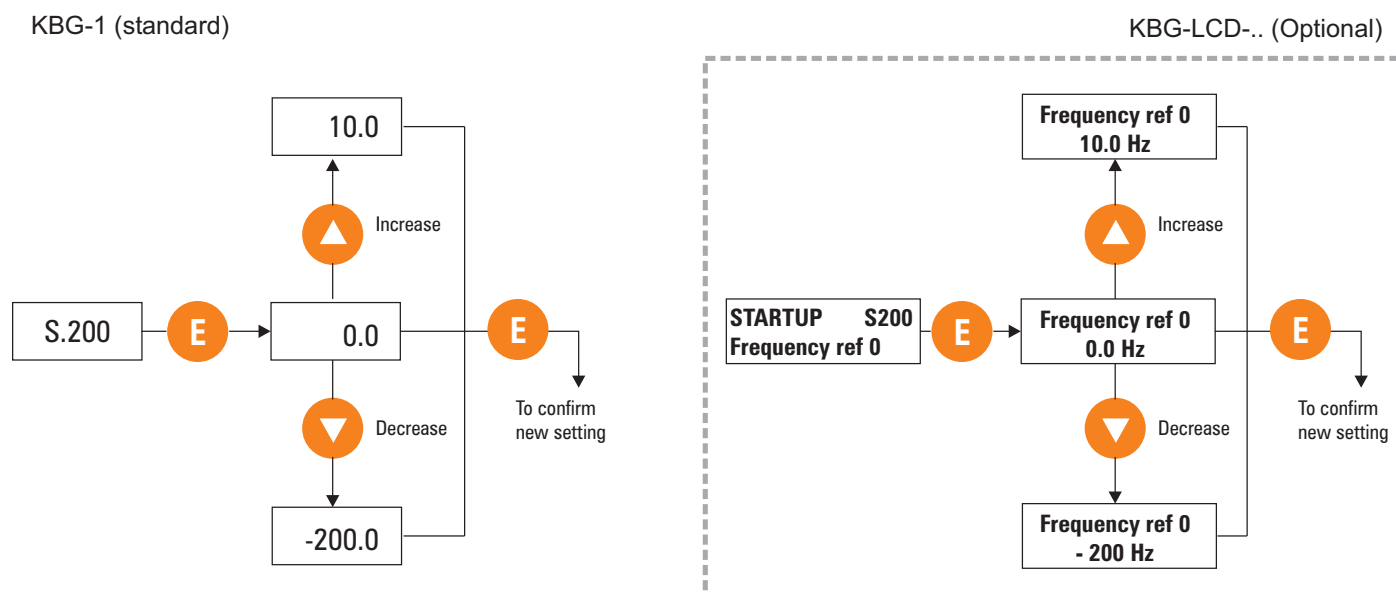 KBG-1 (standard)
10.0
Increase
S.200
E
0.0
E
Decrease
To confirm
new setting
-200.0
KBG-LCD-.. (Optional)
Frequency ref 0
10.0 Hz
Increase
STARTUP S200
Frequency ref 0
E
Frequency ref 0
0.0 Hz
E
Decrease
To confirm
new setting
Frequency ref 0
- 200 Hz